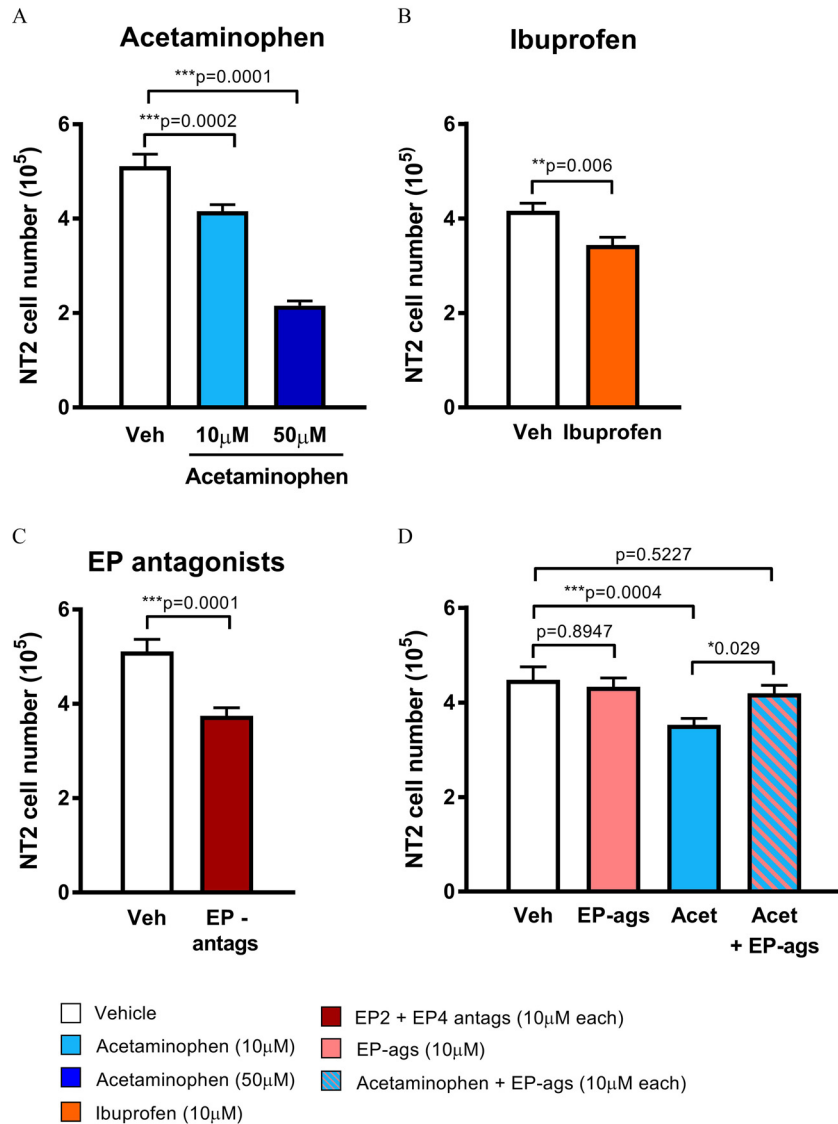 A
Acetaminophen
***p=0.0001
***p=0.0002
NT2 cell number (10⁵)
6
4
2
0
Veh
10μM
50μM
Acetaminophen
B
Ibuprofen
**p=0.006
NT2 cell number (10⁵)
6
4
2
0
Veh Ibuprofen
C
EP antagonists
***p=0.0001
NT2 cell number (10⁵)
6
4
2
0
Veh
EP -
antags
D
p=0.5227
***p=0.0004
p=0.8947
*0.029
NT2 cell number (10⁵)
6
4
2
0
Veh
EP-ags
Acet
Acet
+ EP-ags
Vehicle
Acetaminophen (10μM)
Acetaminophen (50μM)
Ibuprofen (10μM)
EP2 + EP4 antags (10μM each)
EP-ags (10μM)
Acetaminophen + EP-ags (10μM each)